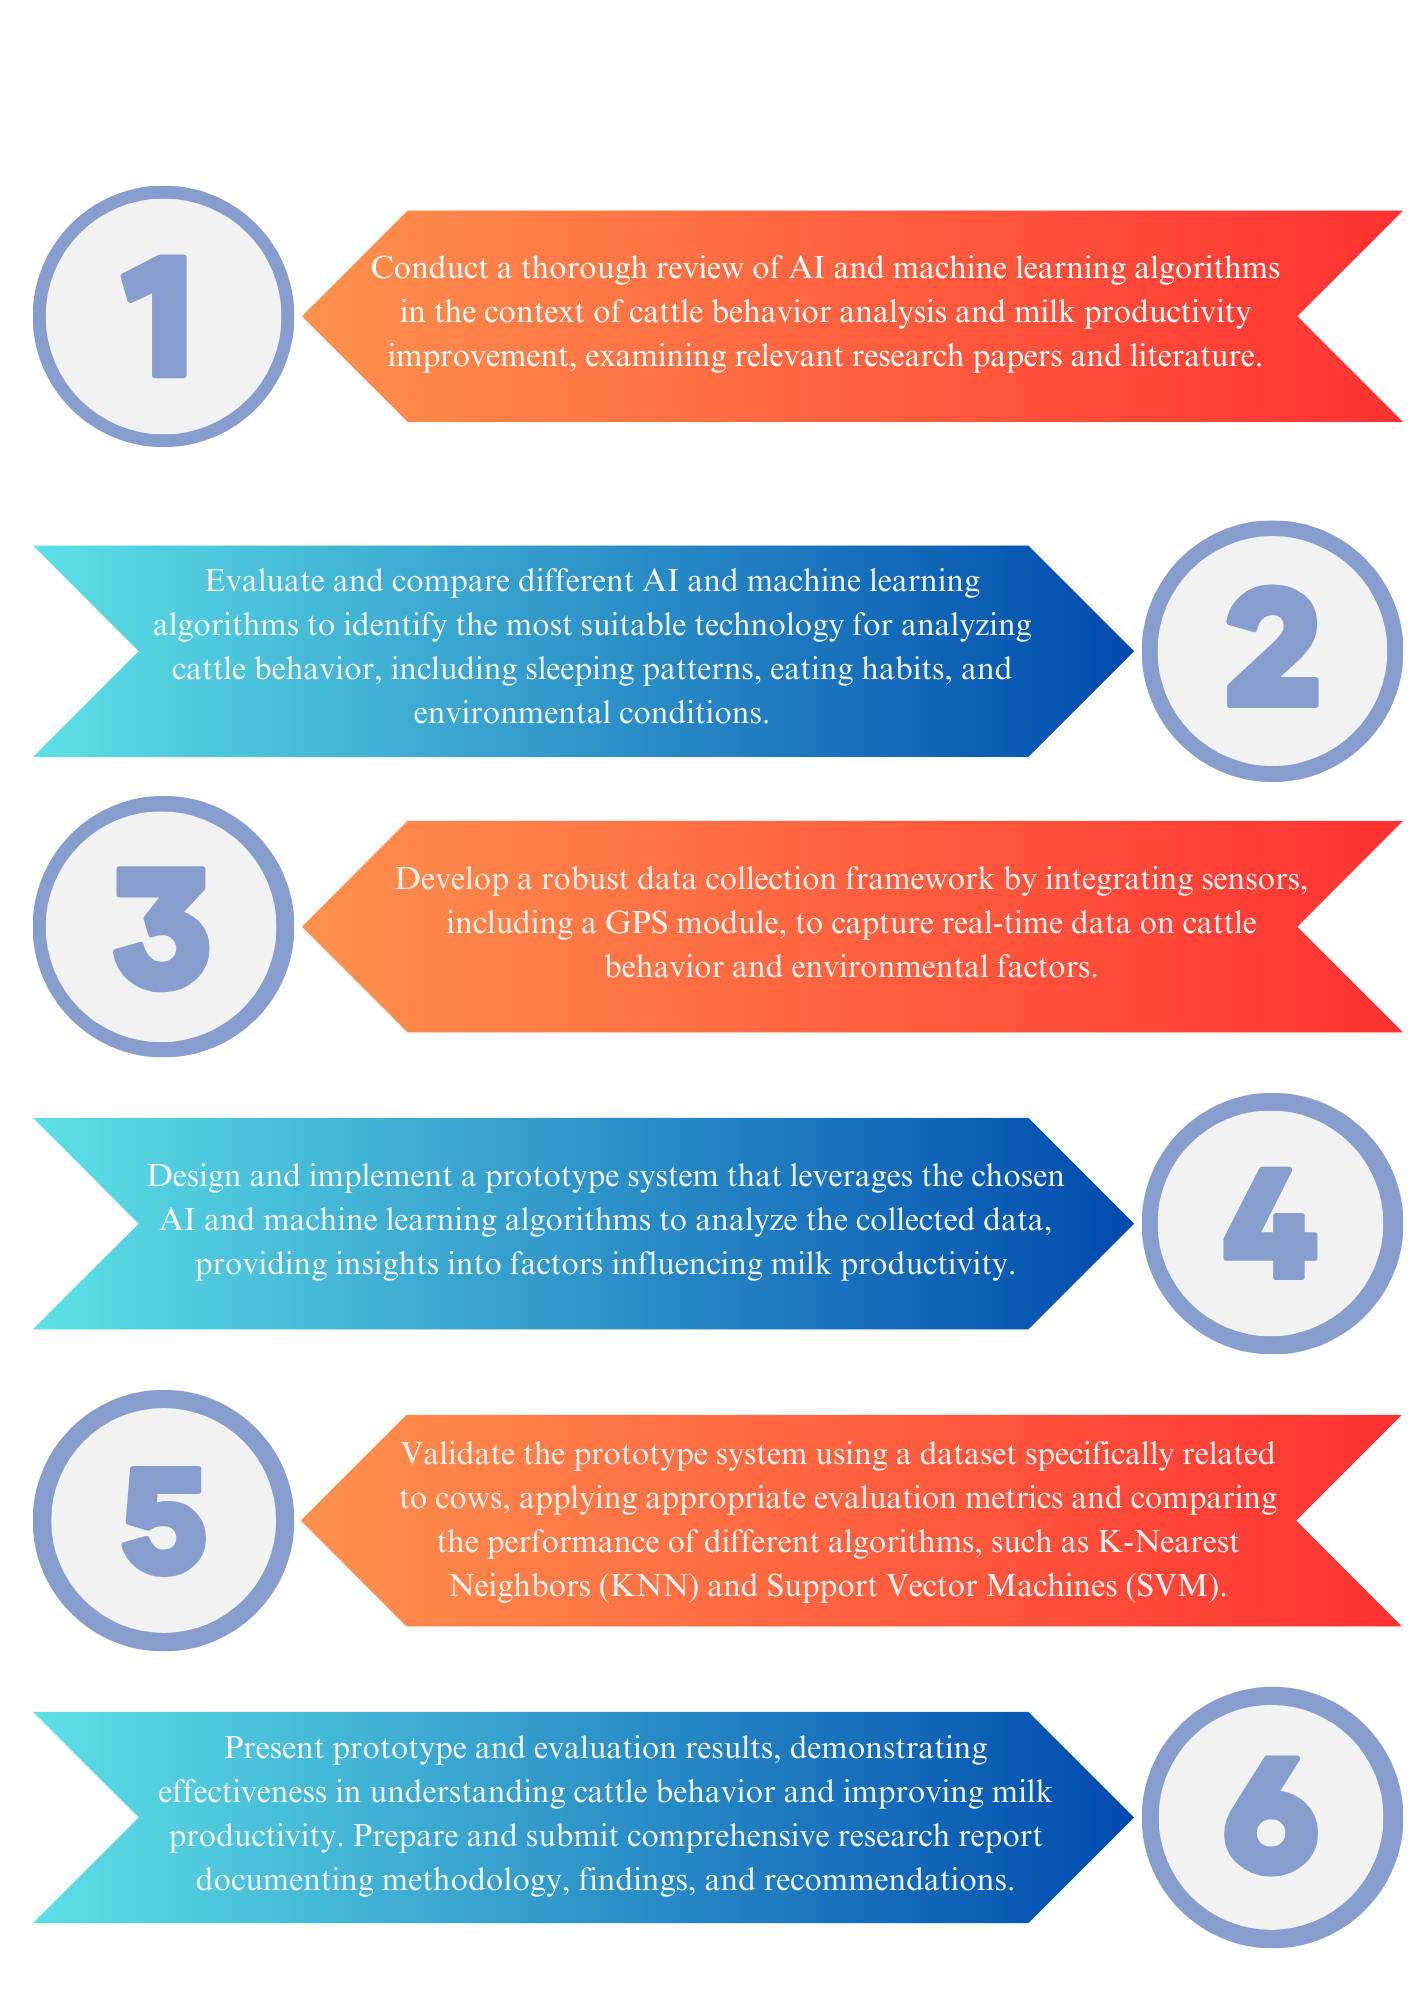 1
Conduct a thorough review of AI and machine learning algorithms
in the context of cattle behavior analysis and milk productivity
improvement, examining relevant research papers and literature.
Evaluate and compare different AI and machine learning
algorithms to identify the most suitable technology for analyzing
cattle behavior, including sleeping patterns, eating habits, and
environmental conditions.
2
3
Develop a robust data collection framework by integrating sensors,
including a GPS module, to capture real-time data on cattle
behavior and environmental factors.
Design and implement a prototype system that leverages the chosen
AI and machine learning algorithms to analyze the collected data,
providing insights into factors influencing milk productivity.
4
5
Validate the prototype system using a dataset specifically related
to cows, applying appropriate evaluation metrics and comparing
the performance of different algorithms, such as K-Nearest
Neighbors (KNN) and Support Vector Machines (SVM).
Present prototype and evaluation results, demonstrating
effectiveness in understanding cattle behavior and improving milk
productivity. Prepare and submit comprehensive research report
documenting methodology, findings, and recommendations.
6